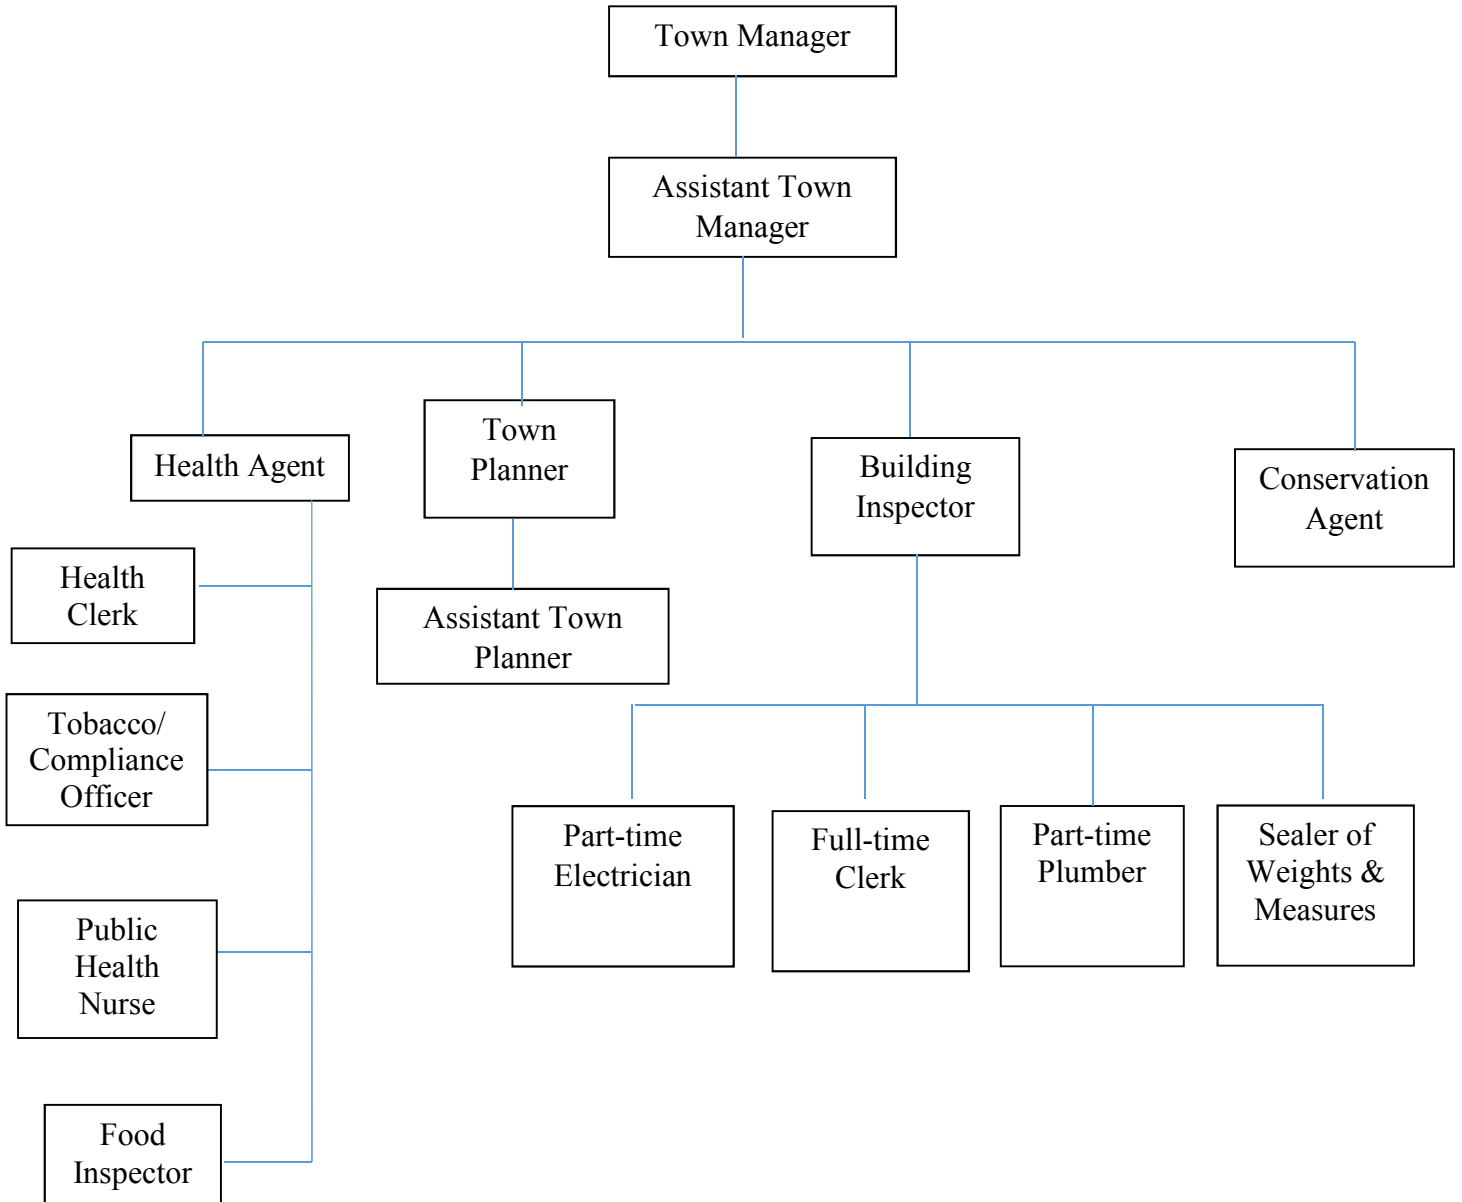 Town Manager
Assistant Town
Manager
Health Agent
Town
Planner
Building
Inspector
Conservation
Agent
Health
Clerk
Assistant Town
Planner
Tobacco/
Compliance
Officer
Part-time
Electrician
Full-time
Clerk
Part-time
Plumber
Sealer of
Weights &
Measures
Public
Health
Nurse
Food
Inspector